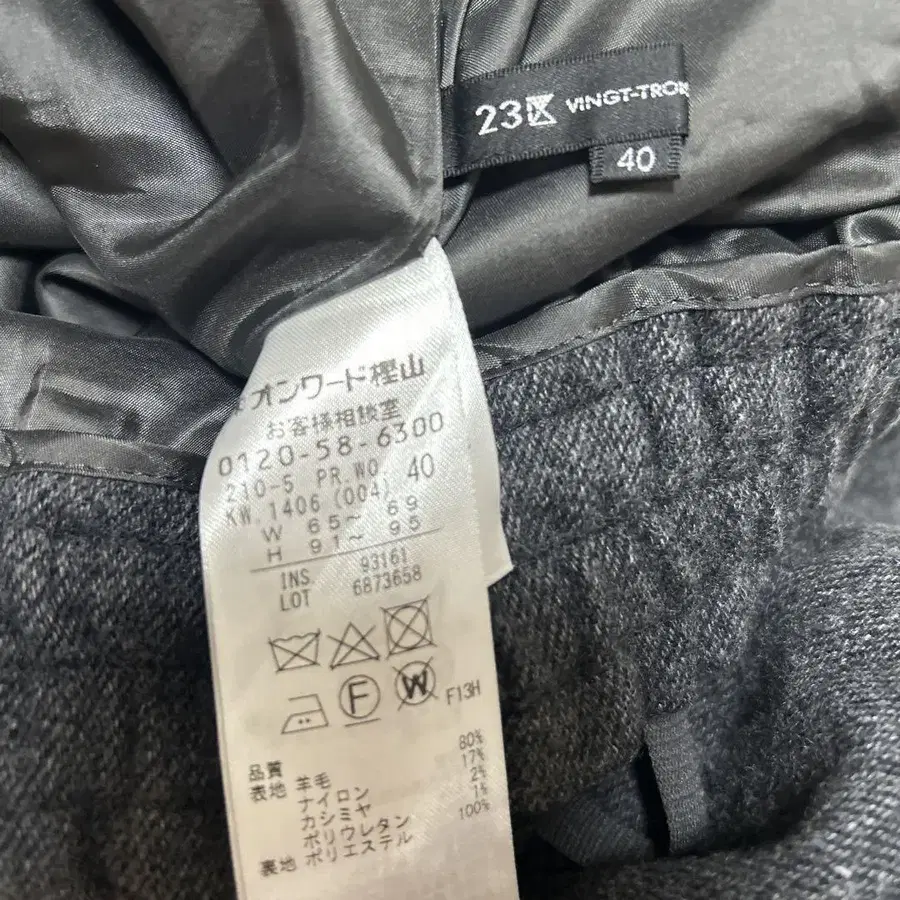 23区 VINGT-TROI
40
㈱オンワード樫山
お客様相談室
0120-58-6300
210-5 PR.WO. 40
KW.1406 (004)
W 65～ 69
H 91～ 95
INS. 93161
LOT 6873658
F W F13H
品質
表地 羊毛 80%
ナイロン 17%
カシミヤ 2%
ポリウレタン 1%
裏地 ポリエステル 100%